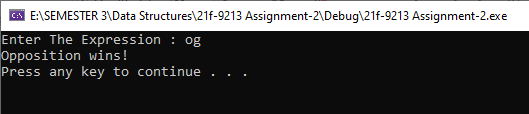 E:\SEMESTER 3\Data Structures\21f-9213 Assignment-2\Debug\21f-9213 Assignment-2.exe
Enter The Expression : og
Opposition wins!
Press any key to continue . . .